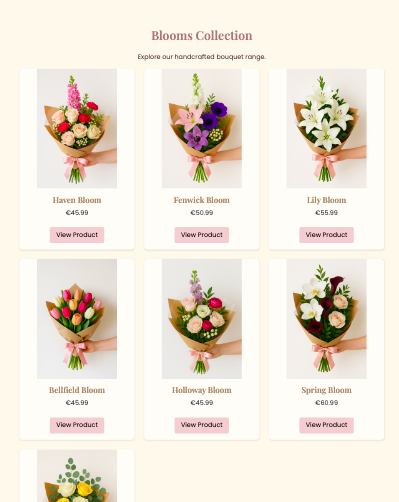 Blooms Collection
Explore our handcrafted bouquet range.
Haven Bloom
€45.99
View Product
Fenwick Bloom
€50.99
View Product
Lily Bloom
€55.99
View Product
Bellfield Bloom
€45.99
View Product
Holloway Bloom
€45.99
View Product
Spring Bloom
€60.99
View Product